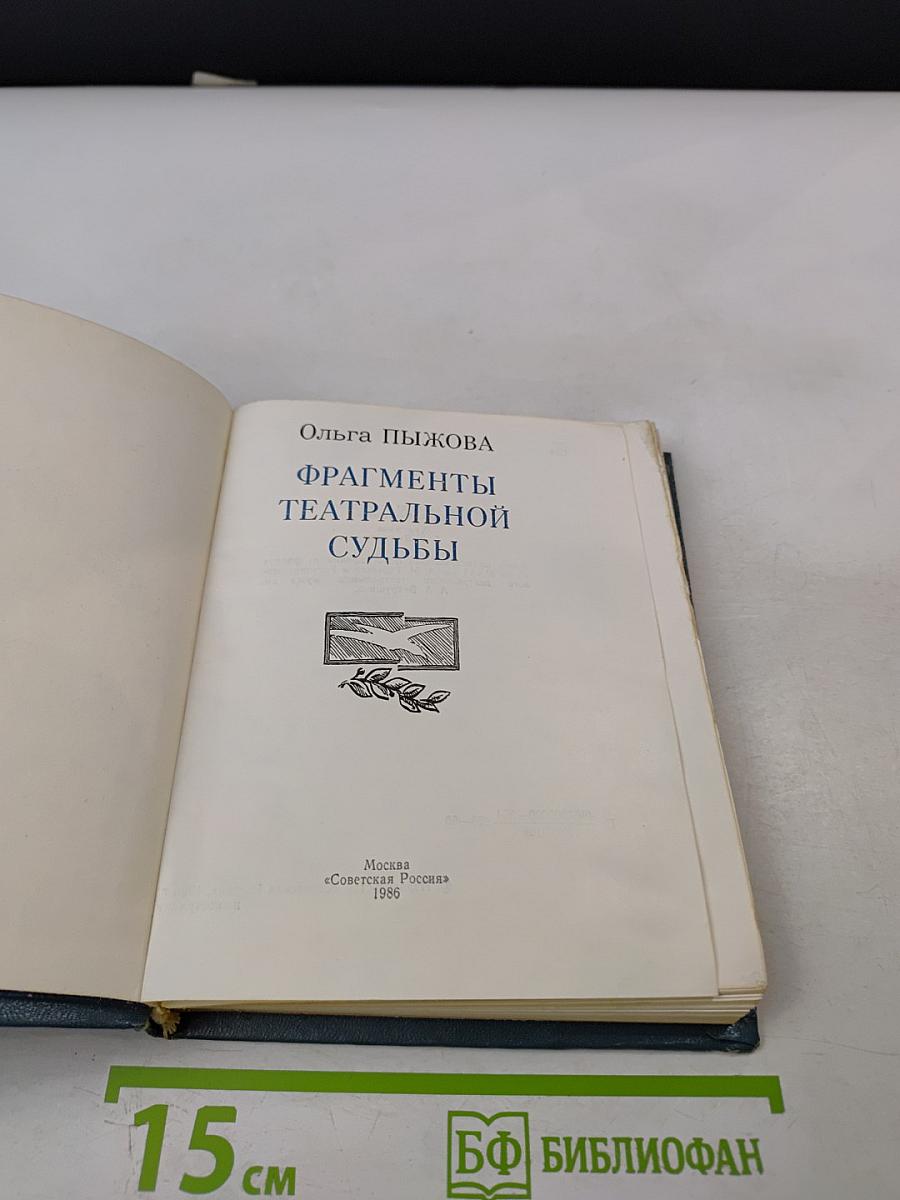 Ольга ПЫЖОВА
ФРАГМЕНТЫ
ТЕАТРАЛЬНОЙ
СУДЬБЫ
Москва
«Советская Россия»
1986
15 см
БФ БИБЛИОФАН